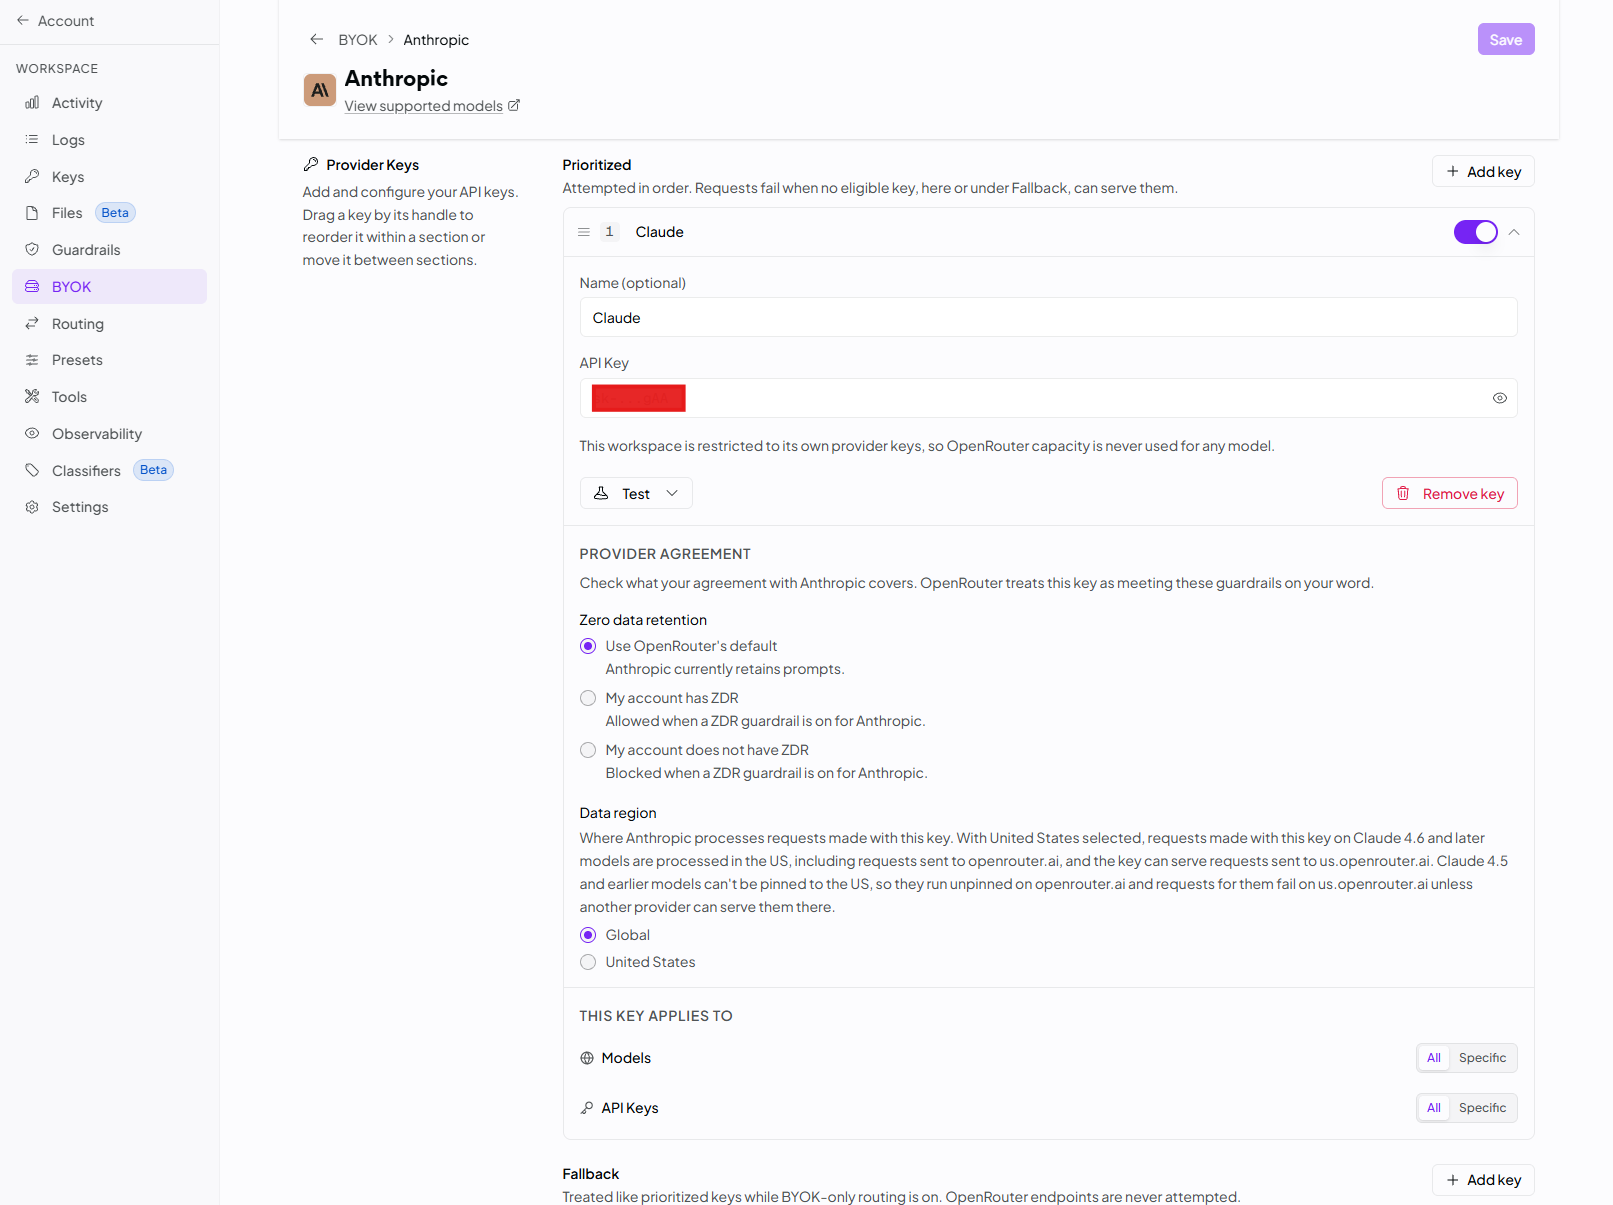 Account
WORKSPACE
Activity
Logs
Keys
Files Beta
Guardrails
BYOK
Routing
Presets
Tools
Observability
Classifiers Beta
Settings
BYOK > Anthropic
Save
Anthropic
View supported models
Provider Keys
Add and configure your API keys.
Drag a key by its handle to
reorder it within a section or
move it between sections.
Prioritized
Attempted in order. Requests fail when no eligible key, here or under Fallback, can serve them.
+ Add key
1 Claude
Name (optional)
Claude
API Key
This workspace is restricted to its own provider keys, so OpenRouter capacity is never used for any model.
Test
Remove key
PROVIDER AGREEMENT
Check what your agreement with Anthropic covers. OpenRouter treats this key as meeting these guardrails on your word.
Zero data retention
Use OpenRouter's default
Anthropic currently retains prompts.
My account has ZDR
Allowed when a ZDR guardrail is on for Anthropic.
My account does not have ZDR
Blocked when a ZDR guardrail is on for Anthropic.
Data region
Where Anthropic processes requests made with this key. With United States selected, requests made with this key on Claude 4.6 and later
models are processed in the US, including requests sent to openrouter.ai, and the key can serve requests sent to us.openrouter.ai. Claude 4.5
and earlier models can't be pinned to the US, so they run unpinned on openrouter.ai and requests for them fail on us.openrouter.ai unless
another provider can serve them there.
Global
United States
THIS KEY APPLIES TO
Models
All Specific
API Keys
All Specific
Fallback
Treated like prioritized keys while BYOK-only routing is on. OpenRouter endpoints are never attempted.
+ Add key